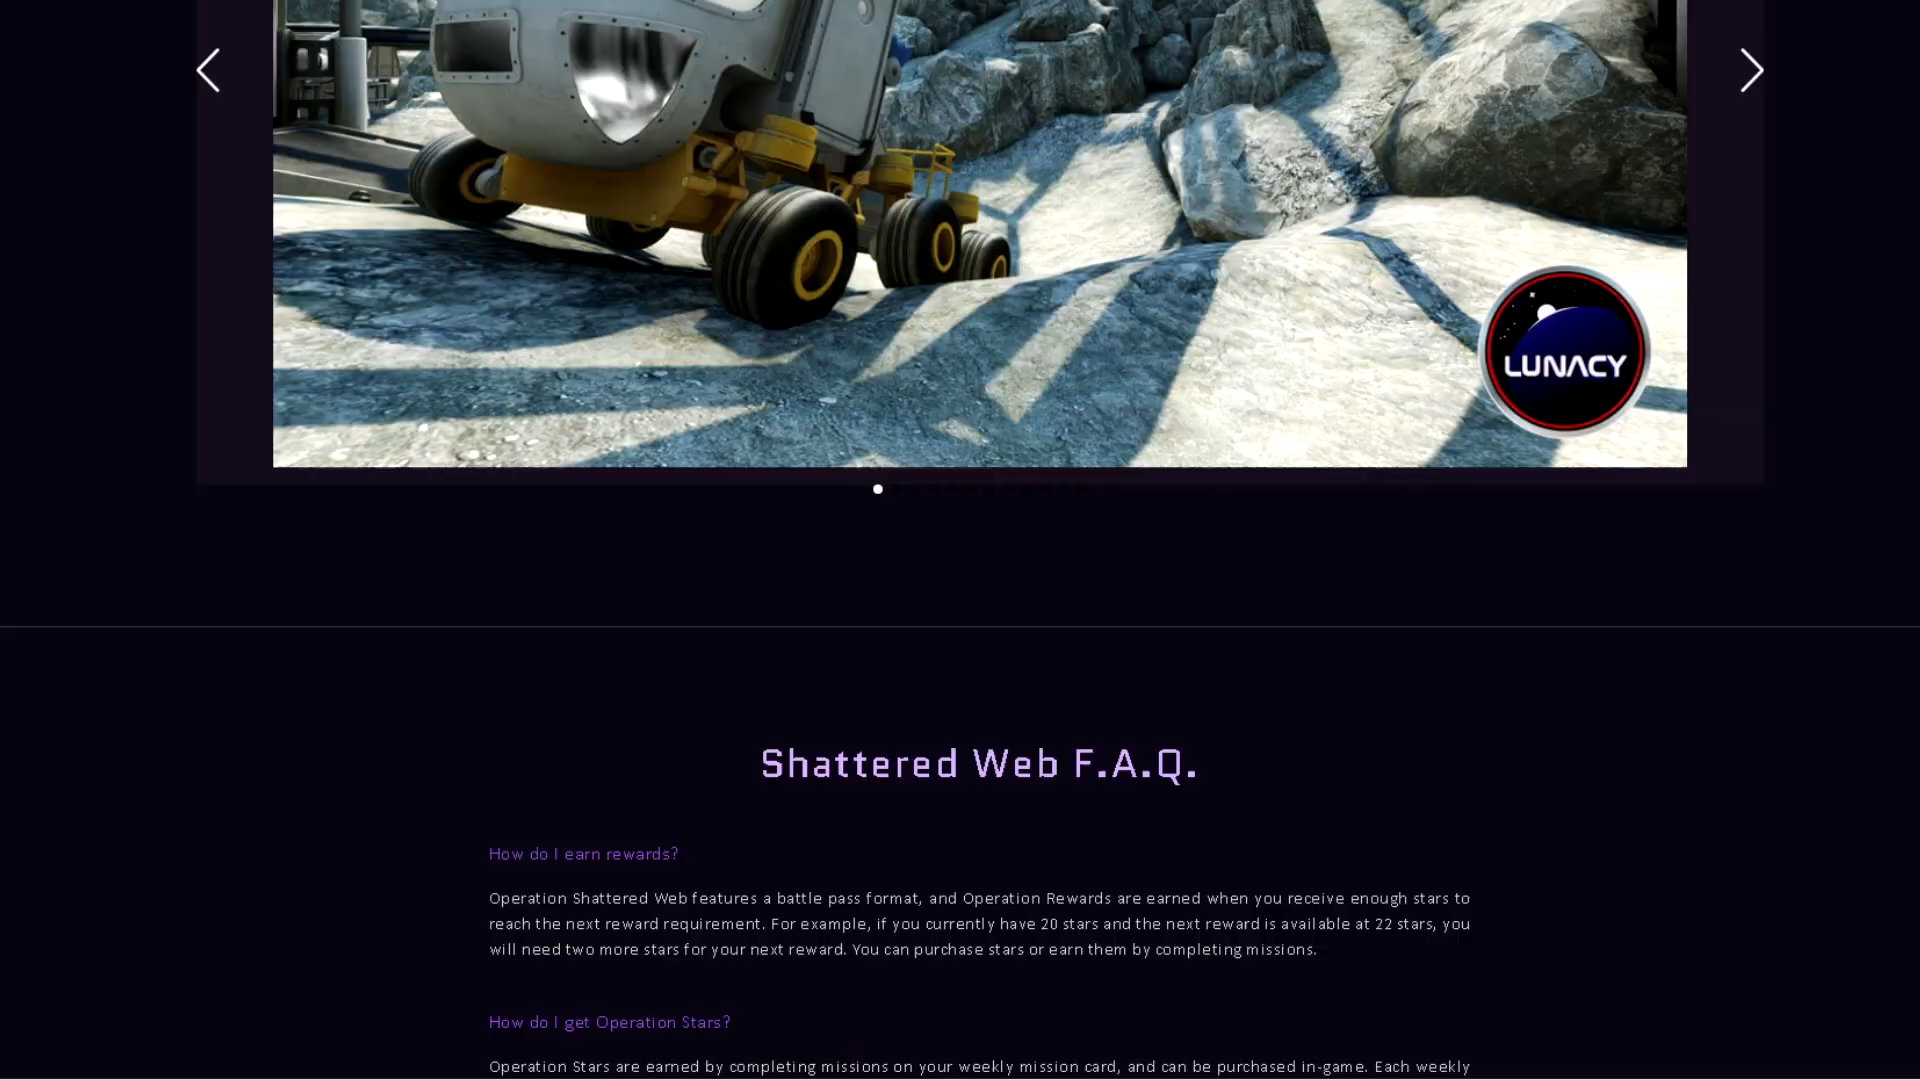 LUNACY
Shattered Web F.A.Q.
How do I earn rewards?
Operation Shattered Web features a battle pass format, and Operation Rewards are earned when you receive enough stars to
reach the next reward requirement. For example, if you currently have 20 stars and the next reward is available at 22 stars, you
will need two more stars for your next reward. You can purchase stars or earn them by completing missions.
How do I get Operation Stars?
Operation Stars are earned by completing missions on your weekly mission card, and can be purchased in-game. Each weekly